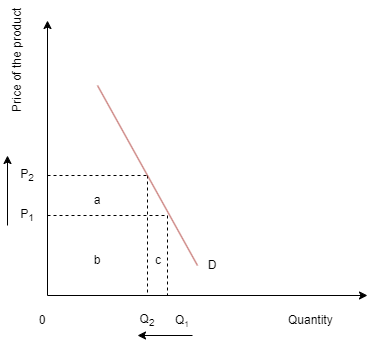 Price of the product
P₂
a
P₁
b c
D
0 Q₂ Q₁ Quantity